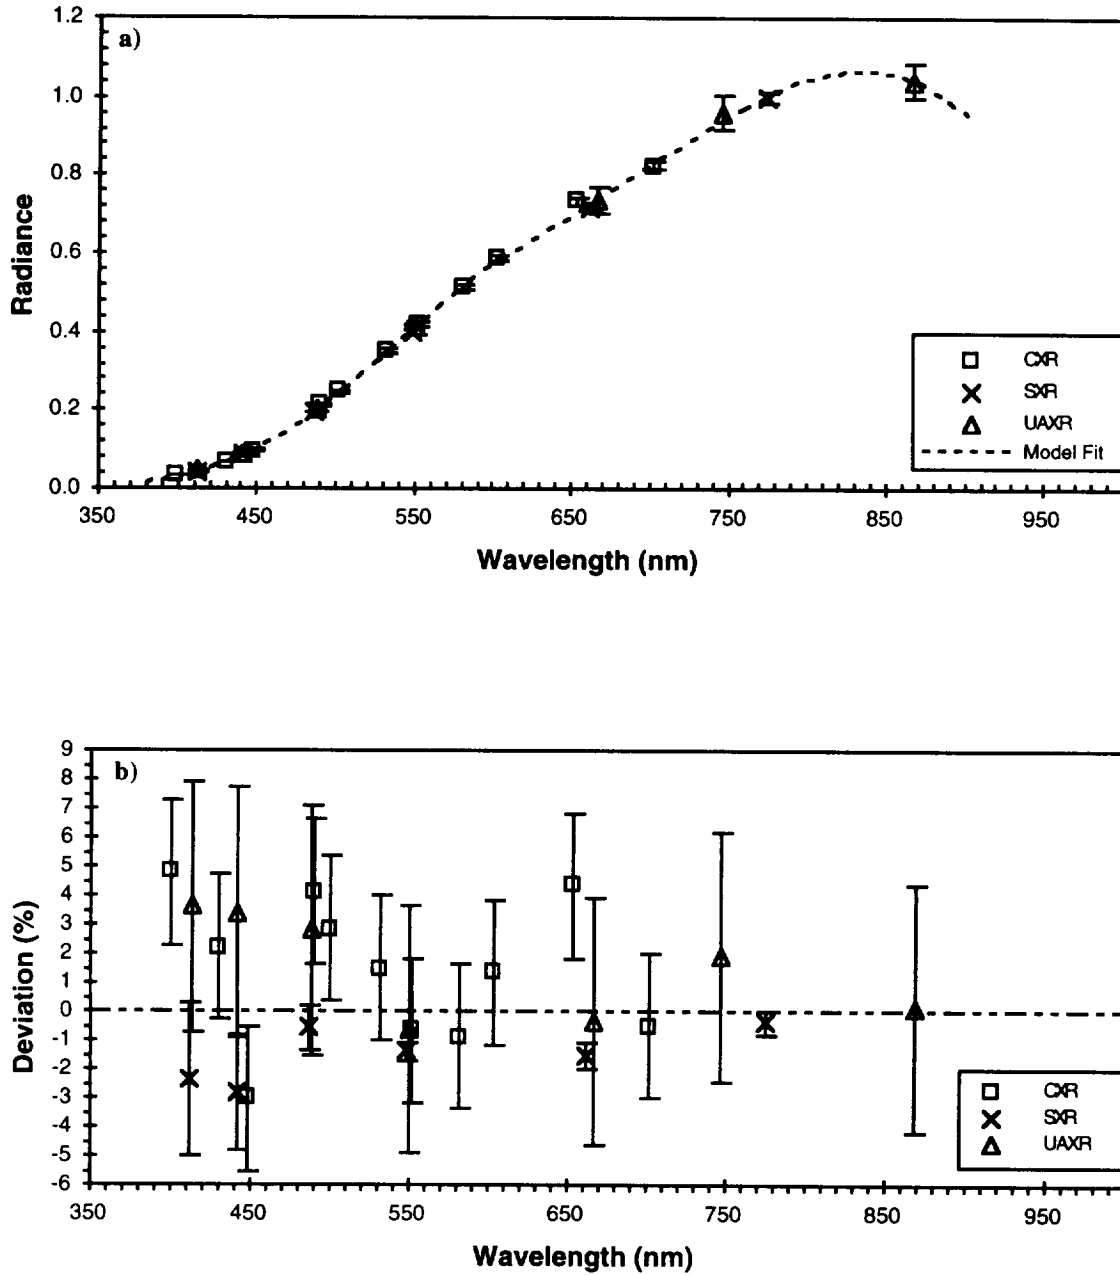 a)
1.2
1.0
0.8
0.6
0.4
0.2
0.0
Radiance
CXR
SXR
UAXR
Model Fit
350 450 550 650 750 850 950
Wavelength (nm)
b)
9
8
7
6
5
4
3
2
1
0
-1
-2
-3
-4
-5
-6
Deviation (%)
CXR
SXR
UAXR
350 450 550 650 750 850 950
Wavelength (nm)